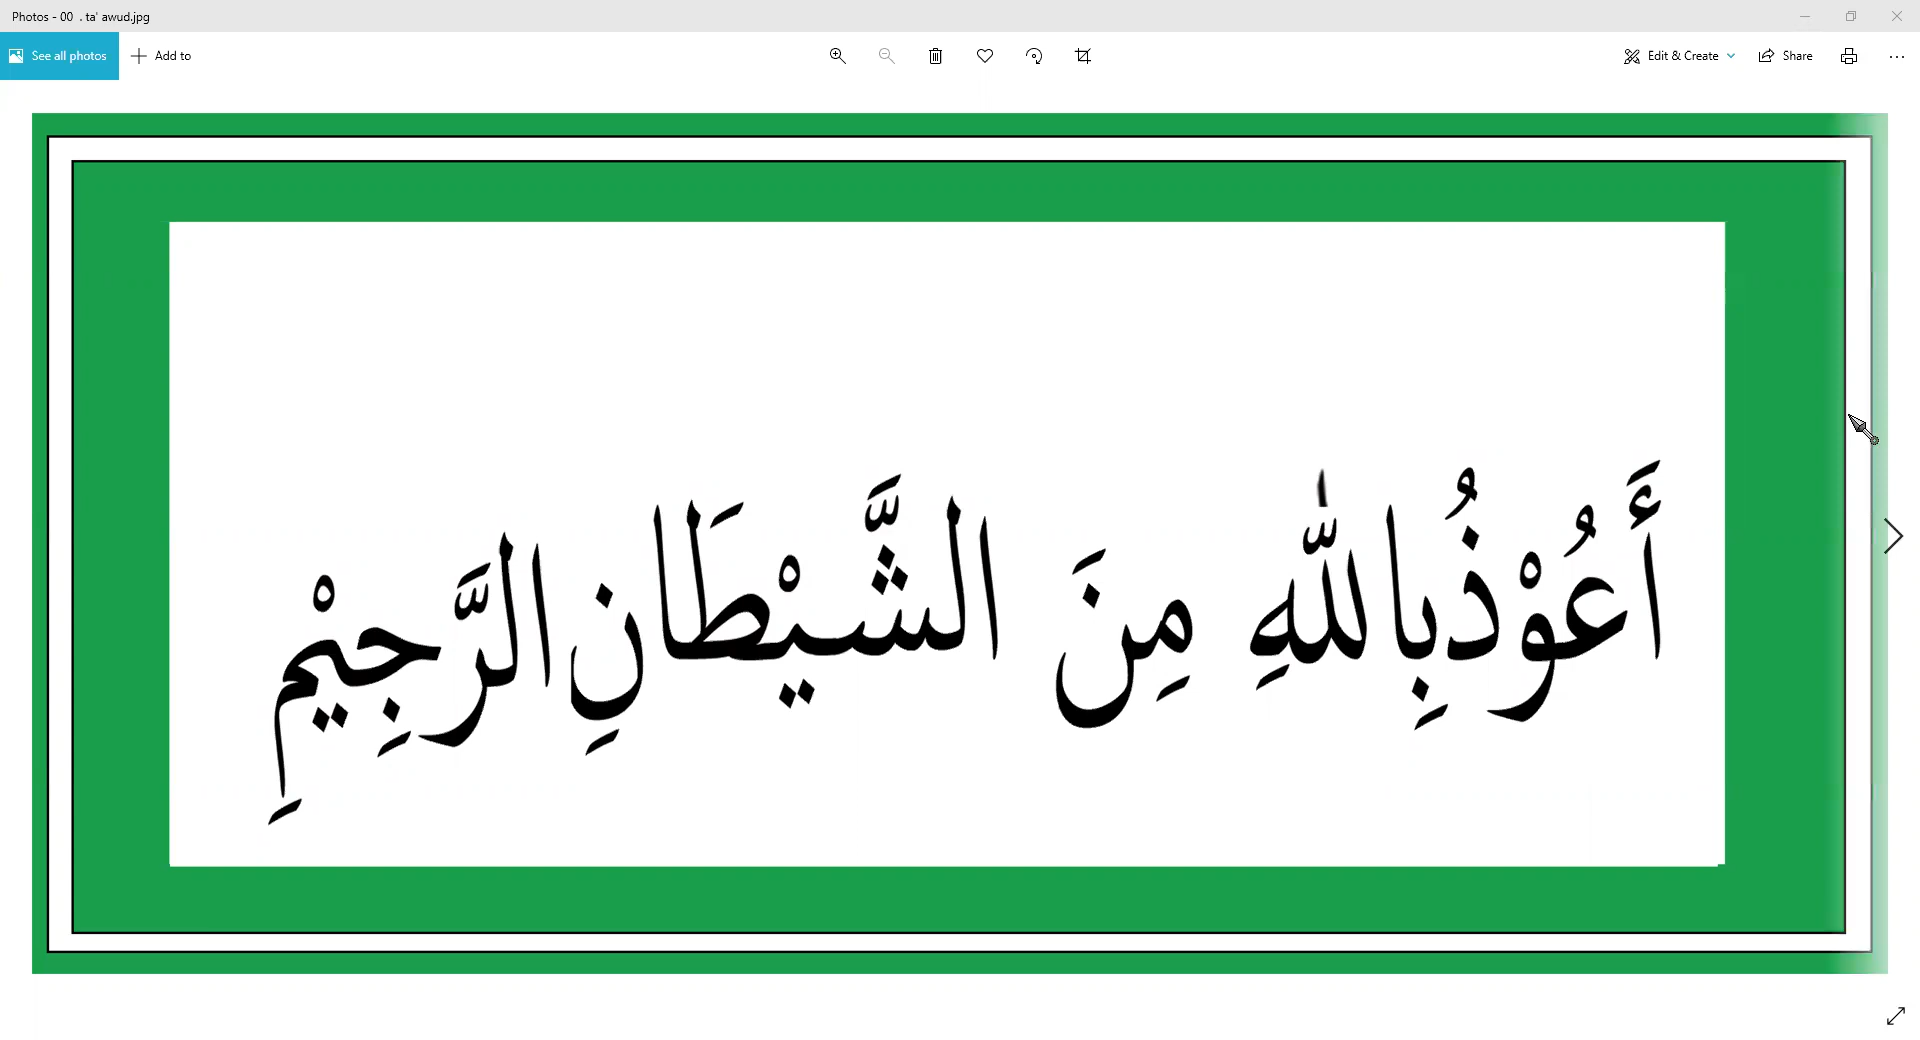 Photos - 00 . ta' awud.jpg
See all photos
Add to
Edit & Create
Share
أَعُوْذُبِاللّٰهِ مِنَ الشَّيْطَانِ الرَّجِيْمِ